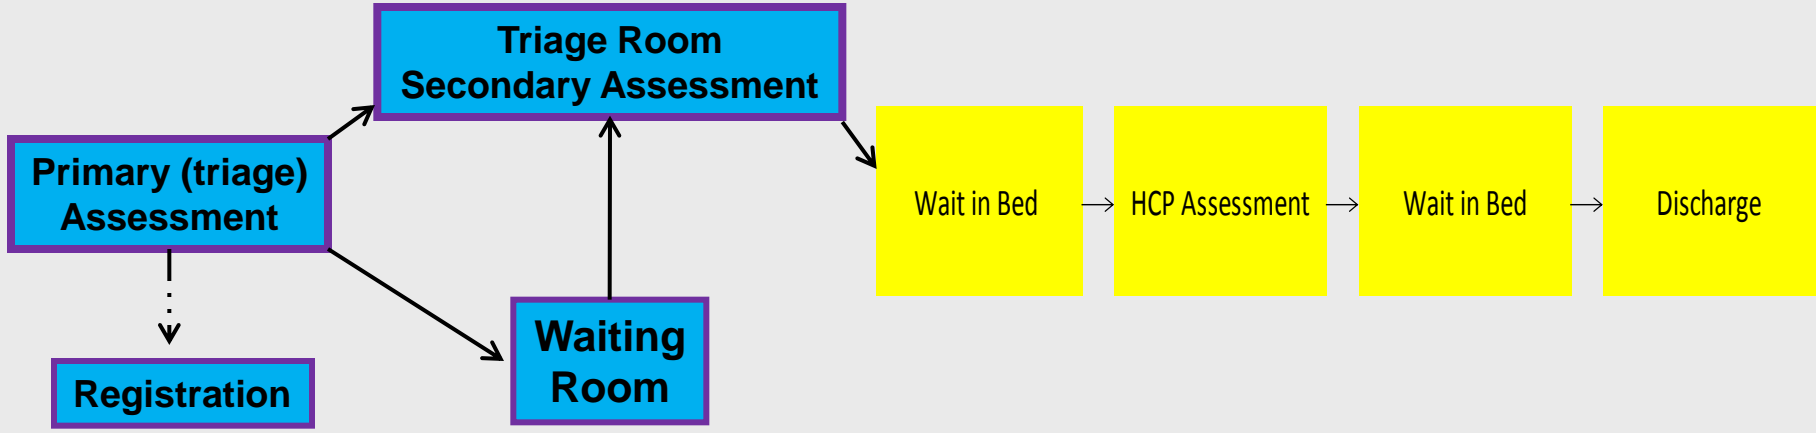 Triage Room
Secondary Assessment
Primary (triage)
Assessment
Registration
Waiting
Room
Wait in Bed
HCP Assessment
Wait in Bed
Discharge